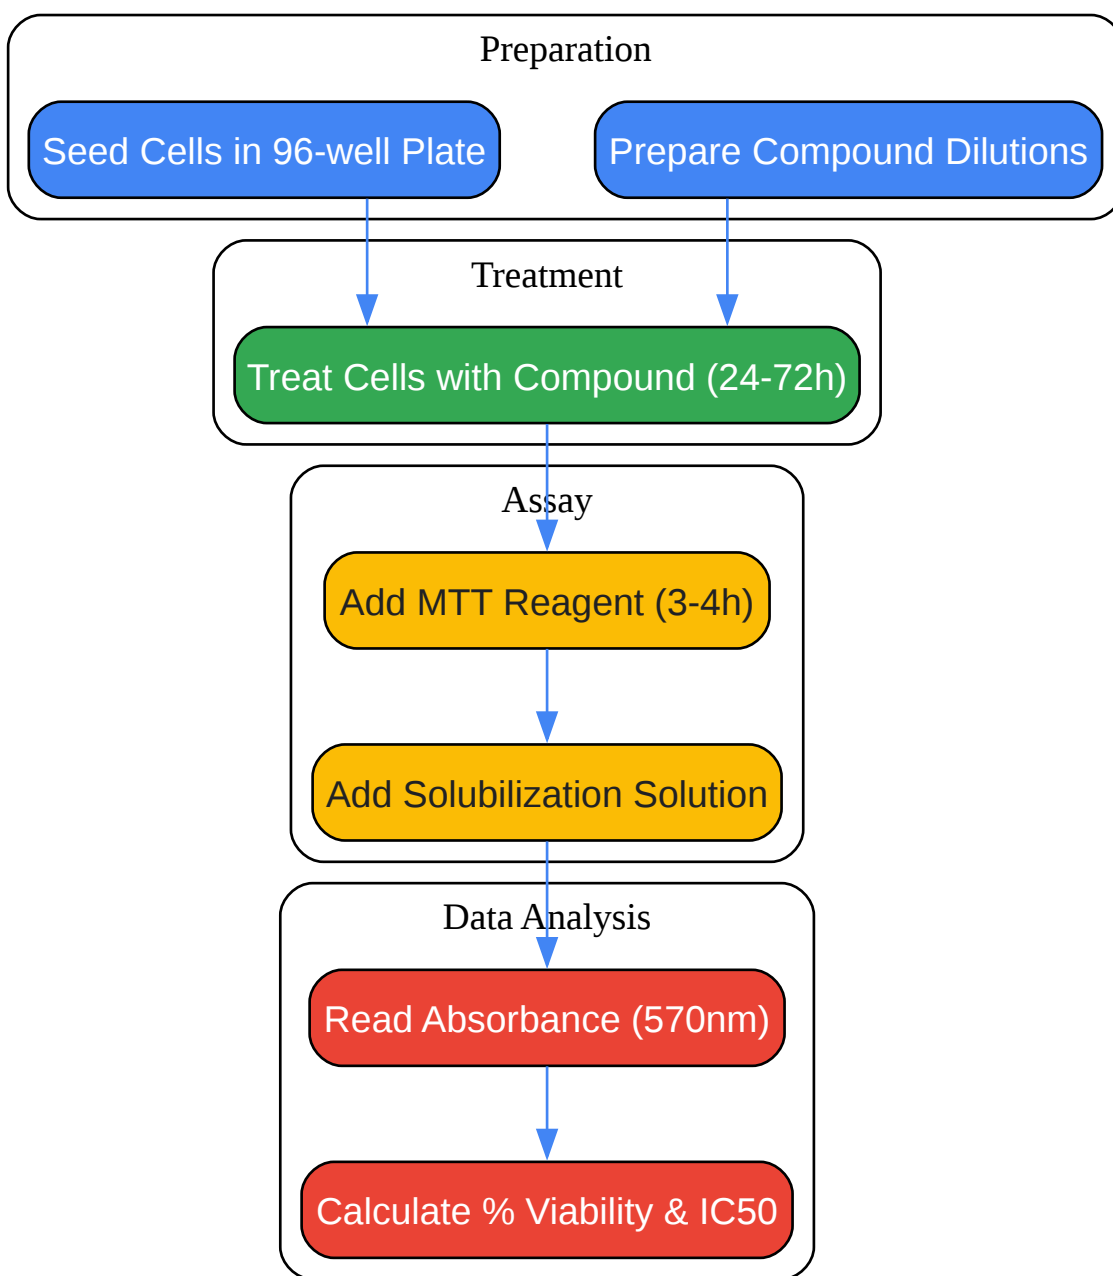 Preparation
Seed Cells in 96-well Plate
Prepare Compound Dilutions
Treatment
Treat Cells with Compound (24-72h)
Assay
Add MTT Reagent (3-4h)
Add Solubilization Solution
Data Analysis
Read Absorbance (570nm)
Calculate % Viability & IC50